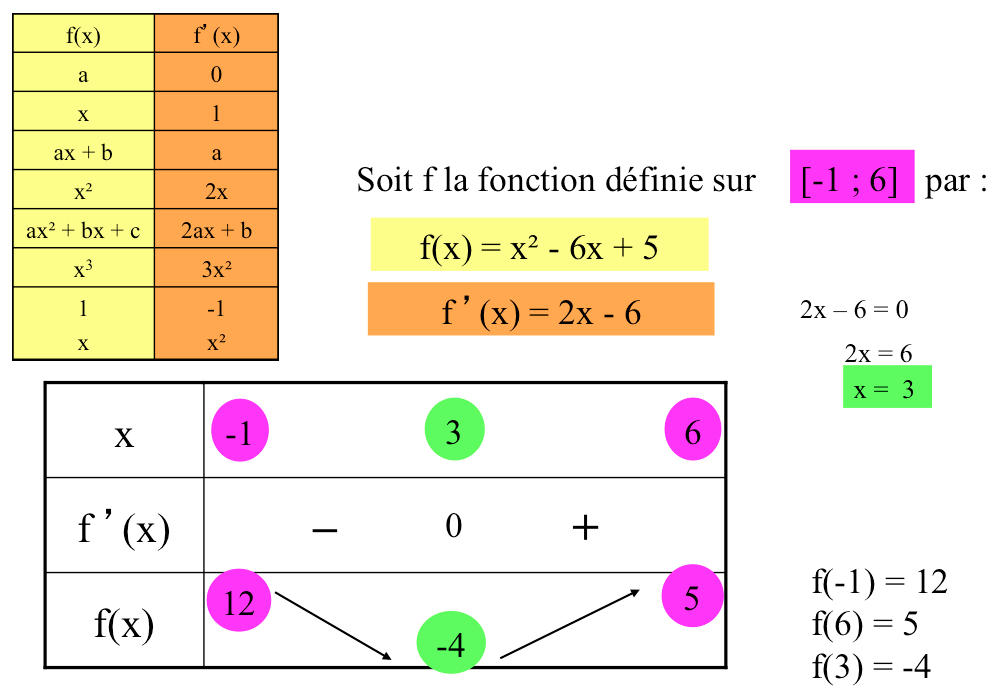 f(x) f’(x)
a 0
x 1
ax + b a
x² 2x
ax² + bx + c 2ax + b
x³ 3x²
1 -1
x x²
Soit f la fonction définie sur [-1 ; 6] par :
f(x) = x² - 6x + 5
f’(x) = 2x - 6
2x – 6 = 0
2x = 6
x = 3
x -1 3 6
f’(x) – 0 +
f(x) 12 -4 5
f(-1) = 12
f(6) = 5
f(3) = -4